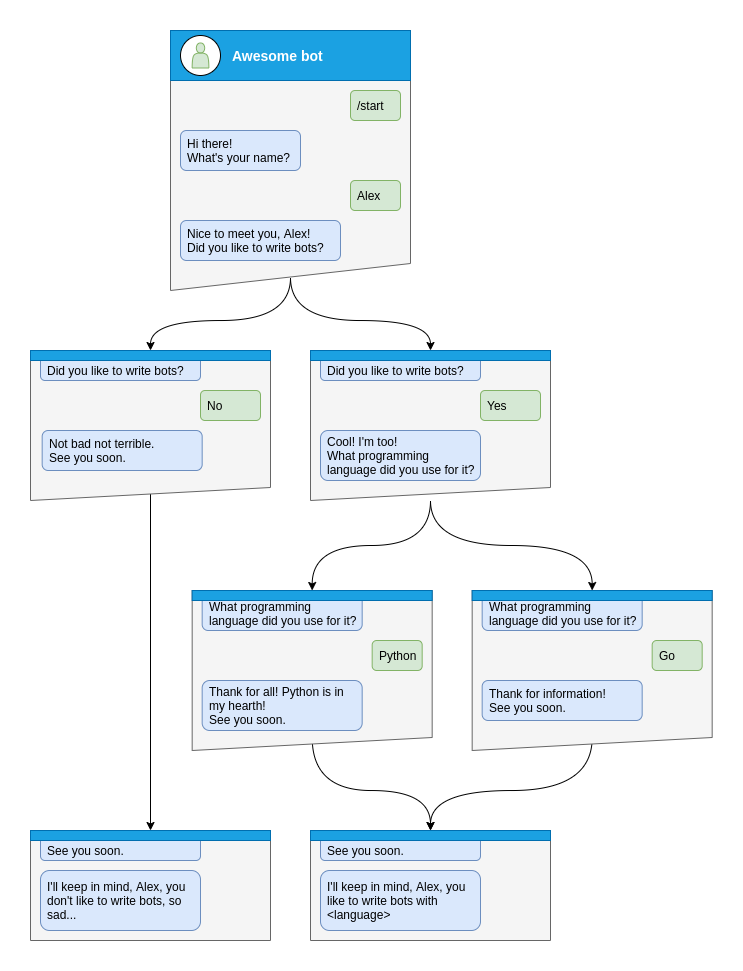 Awesome bot
/start
Hi there!
What's your name?
Alex
Nice to meet you, Alex!
Did you like to write bots?
Did you like to write bots?
No
Not bad not terrible.
See you soon.
Did you like to write bots?
Yes
Cool! I'm too!
What programming
language did you use for it?
What programming
language did you use for it?
Python
Thank for all! Python is in
my hearth!
See you soon.
What programming
language did you use for it?
Go
Thank for information!
See you soon.
See you soon.
I'll keep in mind, Alex, you
don't like to write bots, so
sad...
See you soon.
I'll keep in mind, Alex, you
like to write bots with
<language>